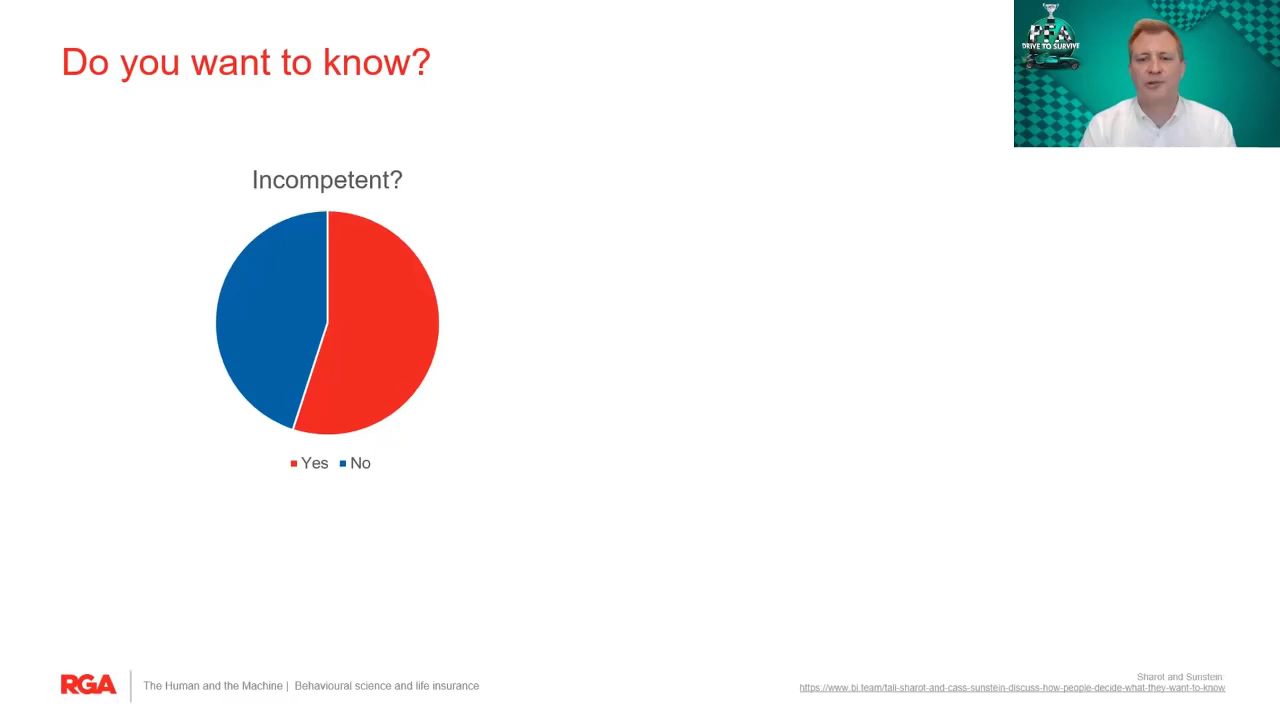 Do you want to know?
FFA
DRIVE TO SURVIVE
Incompetent?
Yes No
RGA
The Human and the Machine | Behavioural science and life insurance
Sharot and Sunstein:
https://www.bi.team/tali-sharot-and-cass-sunstein-discuss-how-people-decide-what-they-want-to-know